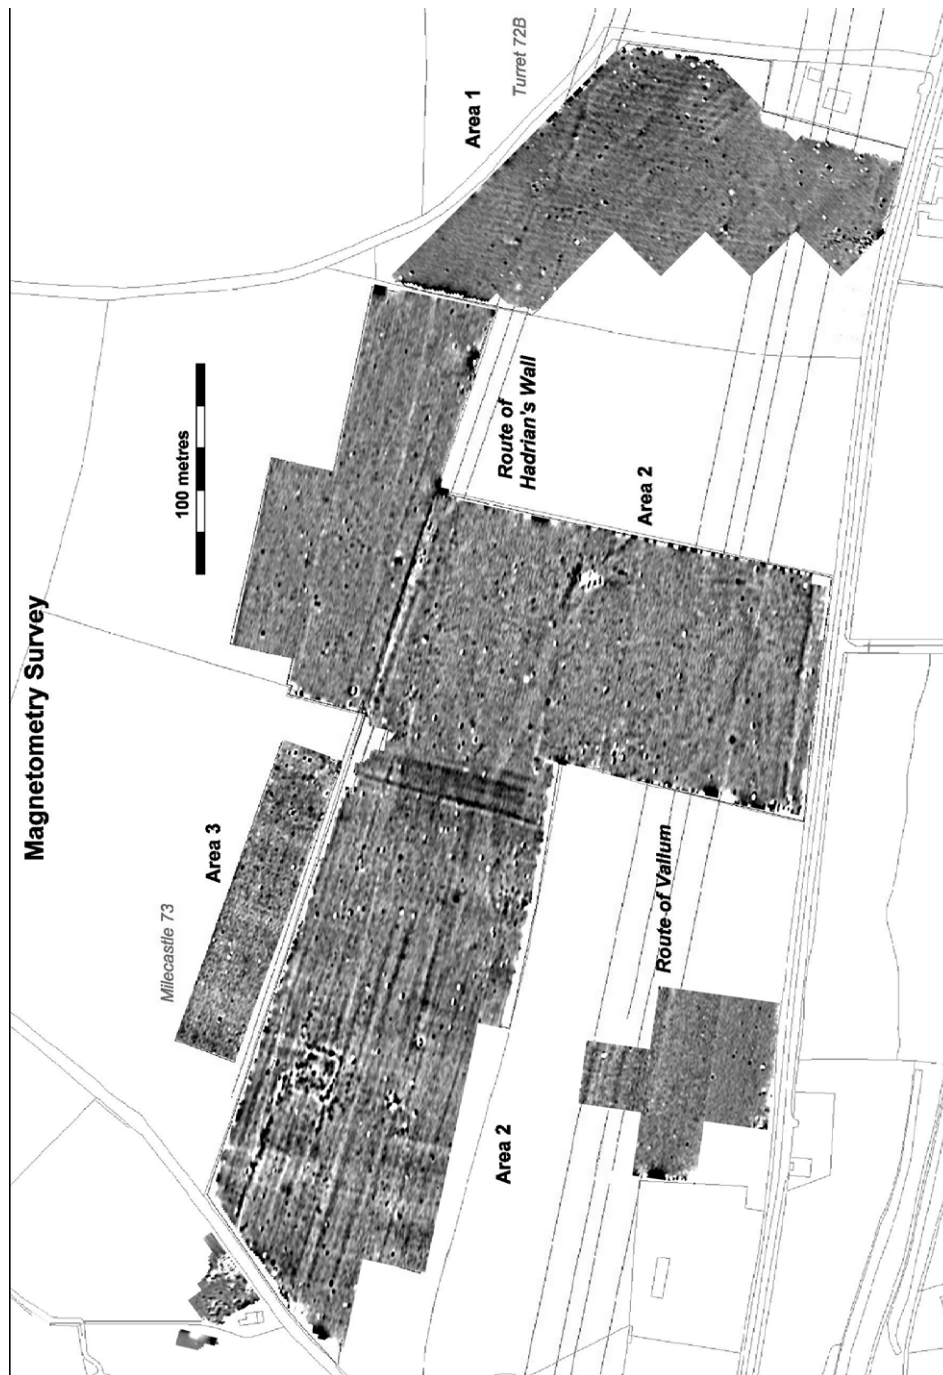 Magnetometry Survey
100 metres
Milecastle 73
Area 3
Turret 72B
Area 1
Route of
Hadrian's Wall
Area 2
Route of Vallum
Area 2